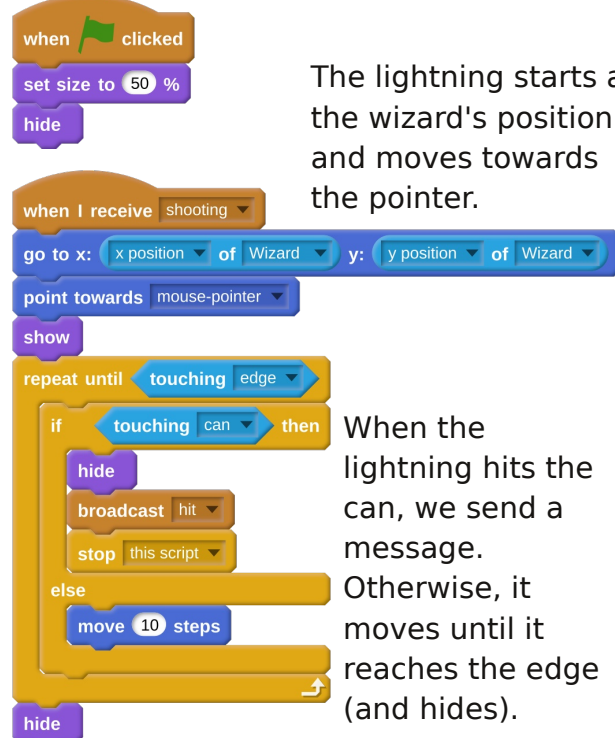 when clicked
set size to 50 %
hide
The lightning starts a
the wizard's position
and moves towards
the pointer.
when I receive shooting
go to x: x position of Wizard y: y position of Wizard
point towards mouse-pointer
show
repeat until touching edge
if touching can then
hide
broadcast hit
stop this script
else
move 10 steps
hide
When the
lightning hits the
can, we send a
message.
Otherwise, it
moves until it
reaches the edge
(and hides).